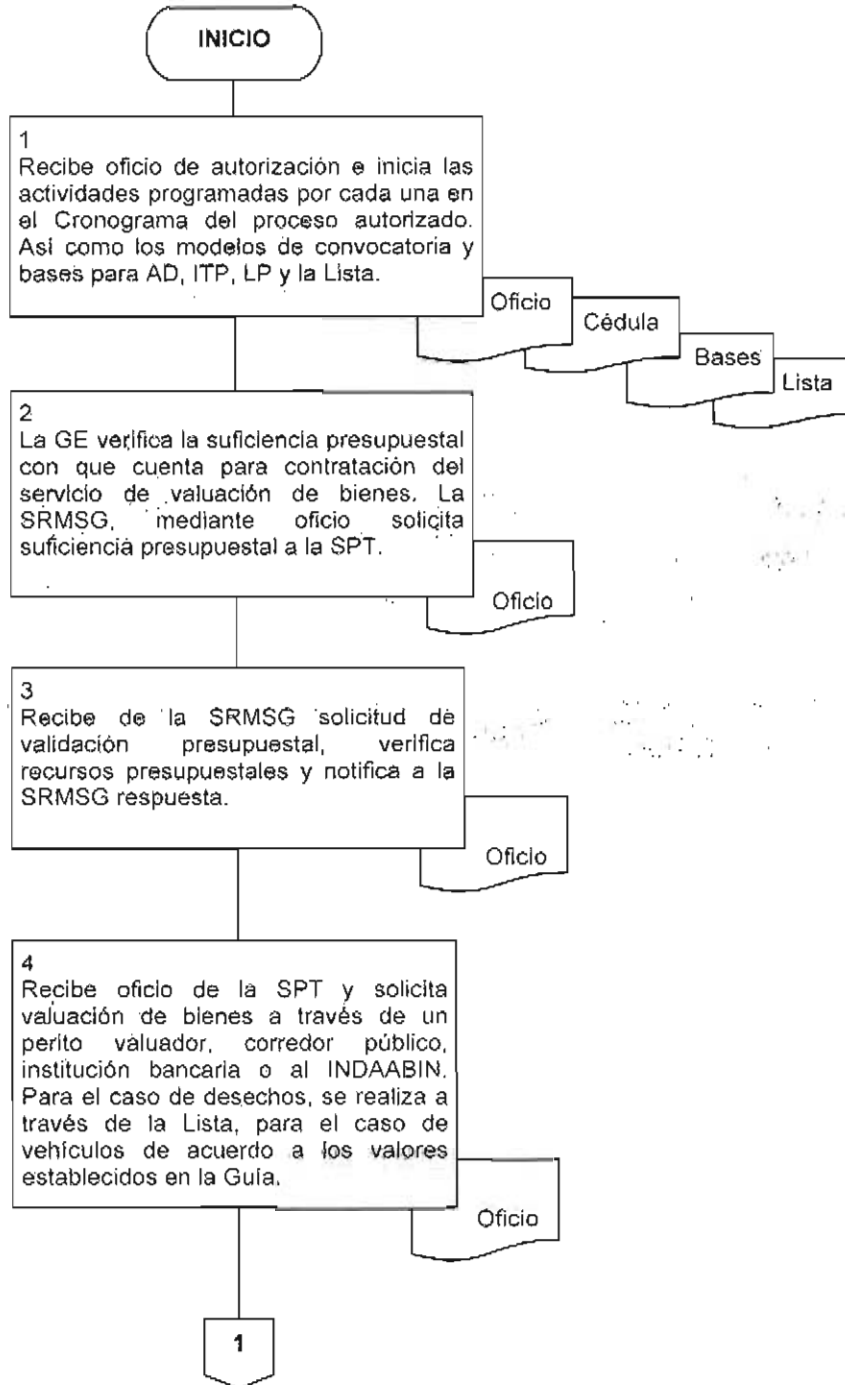 INICIO
1
Recibe oficio de autorización e inicia las
actividades programadas por cada una en
el Cronograma del proceso autorizado.
Así como los modelos de convocatoria y
bases para AD, ITP, LP y la Lista.
Oficio
Cédula
Bases
Lista
2
La GE verifica la suficiencia presupuestal
con que cuenta para contratación del
servicio de valuación de bienes. La
SRMSG, mediante oficio solicita
suficiencia presupuestal a la SPT.
Oficio
3
Recibe de la SRMSG solicitud de
validación presupuestal, verifica
recursos presupuestales y notifica a la
SRMSG respuesta.
Oficio
4
Recibe oficio de la SPT y solicita
valuación de bienes a través de un
perito valuador, corredor público,
institución bancaria o al INDAABIN.
Para el caso de desechos, se realiza a
través de la Lista, para el caso de
vehículos de acuerdo a los valores
establecidos en la Guía.
Oficio
1